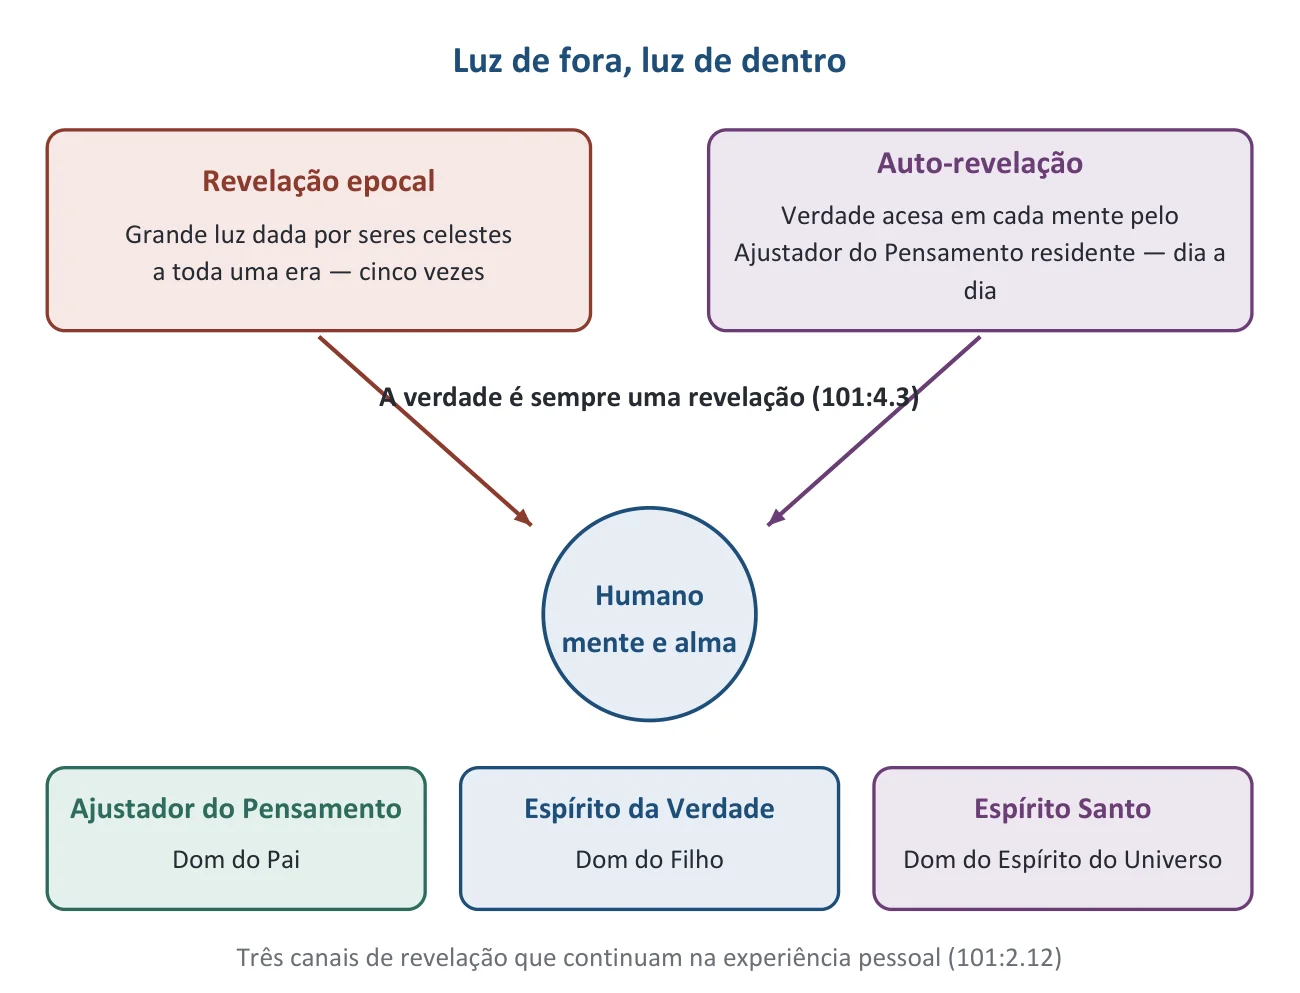 Luz de fora, luz de dentro
Revelação epocal
Grande luz dada por seres celestes
a toda uma era — cinco vezes
Auto-revelação
Verdade acesa em cada mente pelo
Ajustador do Pensamento residente — dia a
dia
A verdade é sempre uma revelação (101:4.3)
Humano
mente e alma
Ajustador do Pensamento
Dom do Pai
Espírito da Verdade
Dom do Filho
Espírito Santo
Dom do Espírito do Universo
Três canais de revelação que continuam na experiência pessoal (101:2.12)